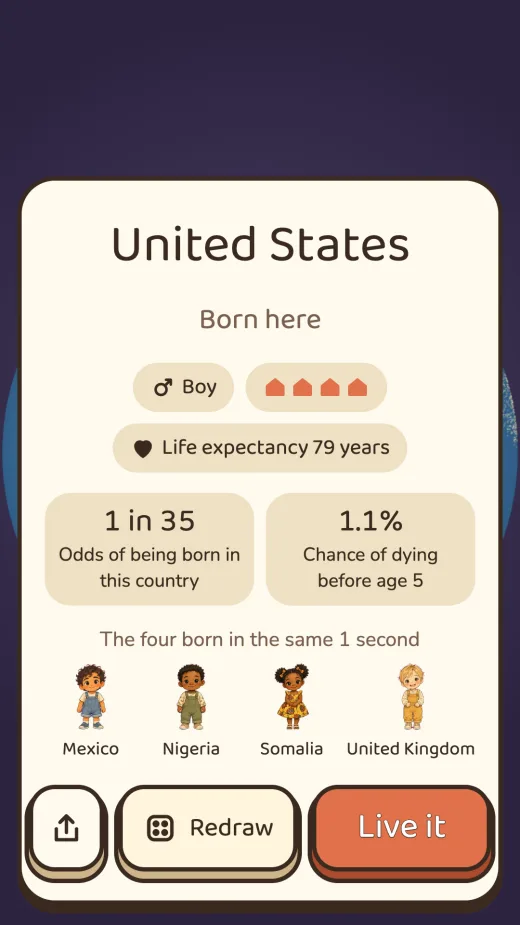 United States
Born here
Boy
Life expectancy 79 years
1 in 35
Odds of being born in
this country
1.1%
Chance of dying
before age 5
The four born in the same 1 second
Mexico
Nigeria
Somalia
United Kingdom
Redraw
Live it